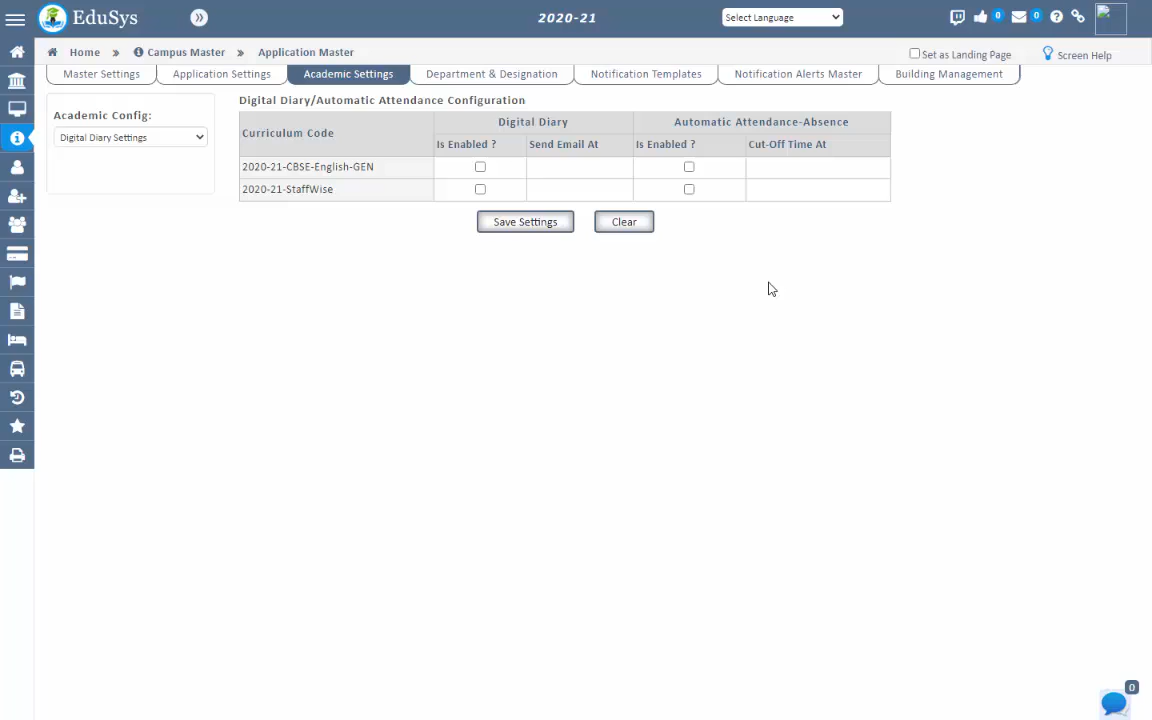 EduSys
2020-21
Select Language
0
0
Home » Campus Master » Application Master
Set as Landing Page
Screen Help
Master Settings
Application Settings
Academic Settings
Department & Designation
Notification Templates
Notification Alerts Master
Building Management
Academic Config:
Digital Diary Settings
Digital Diary/Automatic Attendance Configuration
Curriculum Code
Digital Diary
Automatic Attendance-Absence
Is Enabled ?
Send Email At
Is Enabled ?
Cut-Off Time At
2020-21-CBSE-English-GEN
2020-21-StaffWise
Save Settings
Clear
0